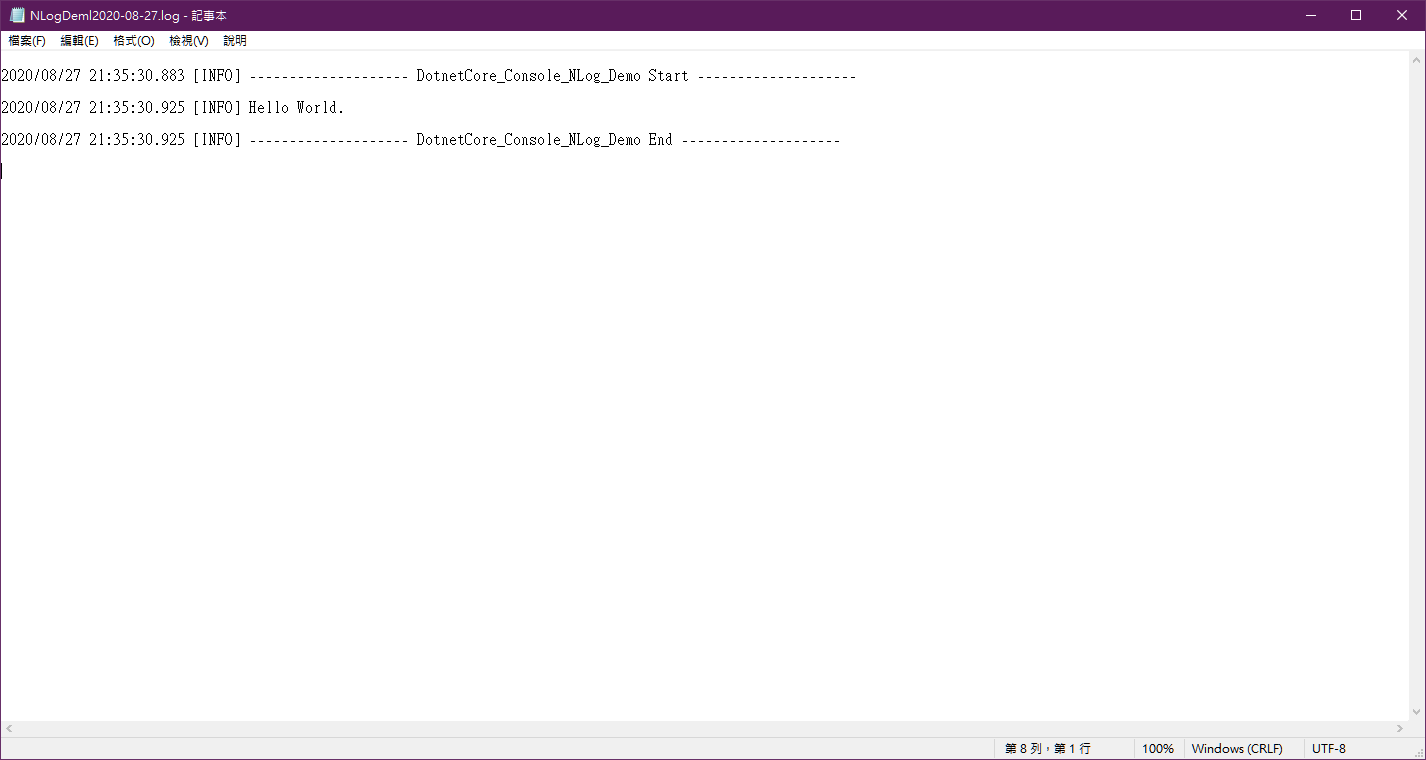 NLogDeml2020-08-27.log - 記事本
檔案(F) 編輯(E) 格式(O) 檢視(V) 說明
2020/08/27 21:35:30.883 [INFO] -------------------- DotnetCore_Console_NLog_Demo Start --------------------
2020/08/27 21:35:30.925 [INFO] Hello World.
2020/08/27 21:35:30.925 [INFO] -------------------- DotnetCore_Console_NLog_Demo End --------------------
第 8 列，第 1 行 100% Windows (CRLF) UTF-8